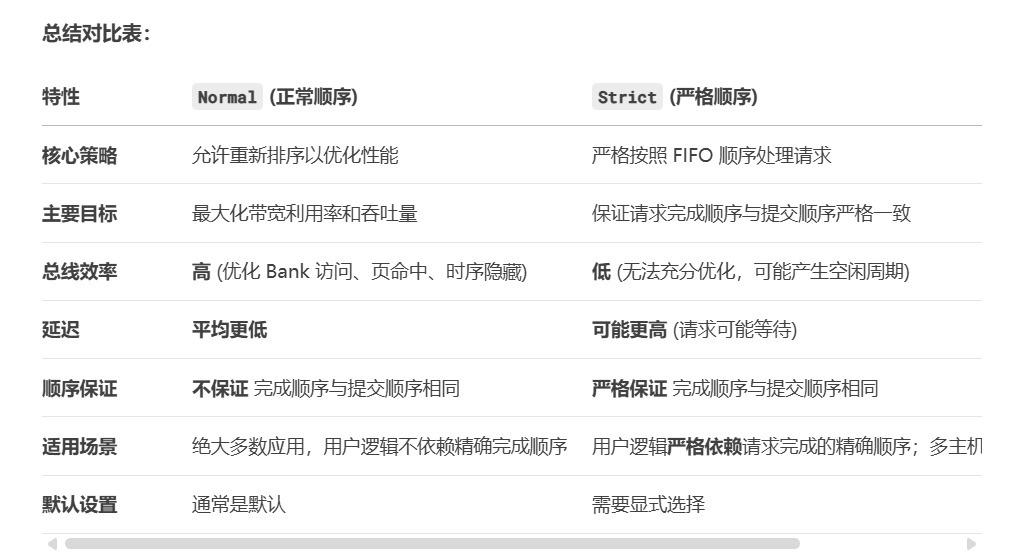 总结对比表：
特性 Normal (正常顺序) Strict (严格顺序)
核心策略 允许重新排序以优化性能 严格按照 FIFO 顺序处理请求
主要目标 最大化带宽利用率和吞吐量 保证请求完成顺序与提交顺序严格一致
总线效率 高 (优化 Bank 访问、页命中、时序隐藏) 低 (无法充分优化，可能产生空闲周期)
延迟 平均更低 可能更高 (请求可能等待)
顺序保证 不保证 完成顺序与提交顺序相同 严格保证 完成顺序与提交顺序相同
适用场景 绝大多数应用，用户逻辑不依赖精确完成顺序 用户逻辑严格依赖请求完成的精确顺序；多主机
默认设置 通常是默认 需要显式选择